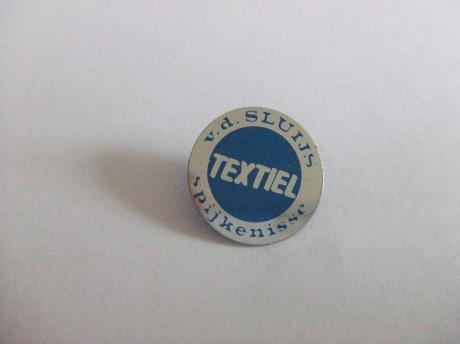 v.d. SLUIJS
TEXTIEL
spijkenisse